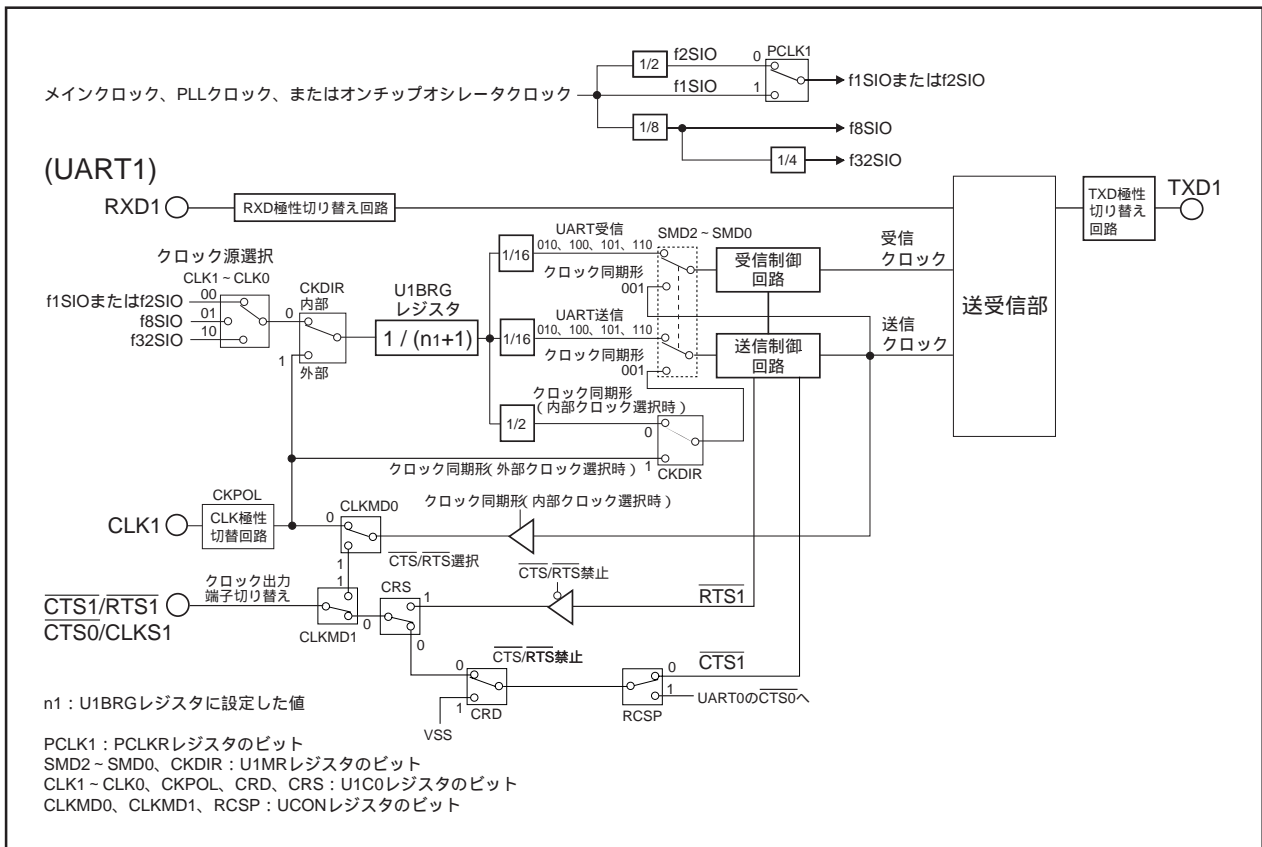 f2SIO
PCLK1
1/2
0
f1SIOまたはf2SIO
メインクロック、PLLクロック、またはオンチップオシレータクロック
f1SIO
1
1/8
f8SIO
1/4
f32SIO
(UART1)
RXD1
RXD極性切り替え回路
TXD極性
切り替え
回路
TXD1
クロック源選択
CLK1~CLK0
f1SIOまたはf2SIO
00
f8SIO
01
f32SIO
10
CKDIR
内部
0
1
外部
U1BRG
レジスタ
1 / (n1+1)
1/16
UART受信
010、100、101、110
クロック同期形
001
SMD2~SMD0
受信制御
回路
受信
クロック
1/16
UART送信
010、100、101、110
クロック同期形
001
送信制御
回路
送信
クロック
送受信部
1/2
クロック同期形
(内部クロック選択時)
0
クロック同期形(外部クロック選択時)
1
CKDIR
CLK1
CKPOL
CLK極性
切替回路
0
CLKMD0
1
クロック同期形(内部クロック選択時)
CTS/RTS選択
CTS1/RTS1
CTS0/CLKS1
クロック出力
端子切り替え
1
CLKMD1
0
CRS
1
0
CTS/RTS禁止
RTS1
CTS/RTS禁止
0
1
CRD
VSS
0
CTS1
1
UART0のCTS0へ
RCSP
n1:U1BRGレジスタに設定した値
PCLK1:PCLKRレジスタのビット
SMD2~SMD0、CKDIR:U1MRレジスタのビット
CLK1~CLK0、CKPOL、CRD、CRS:U1C0レジスタのビット
CLKMD0、CLKMD1、RCSP:UCONレジスタのビット